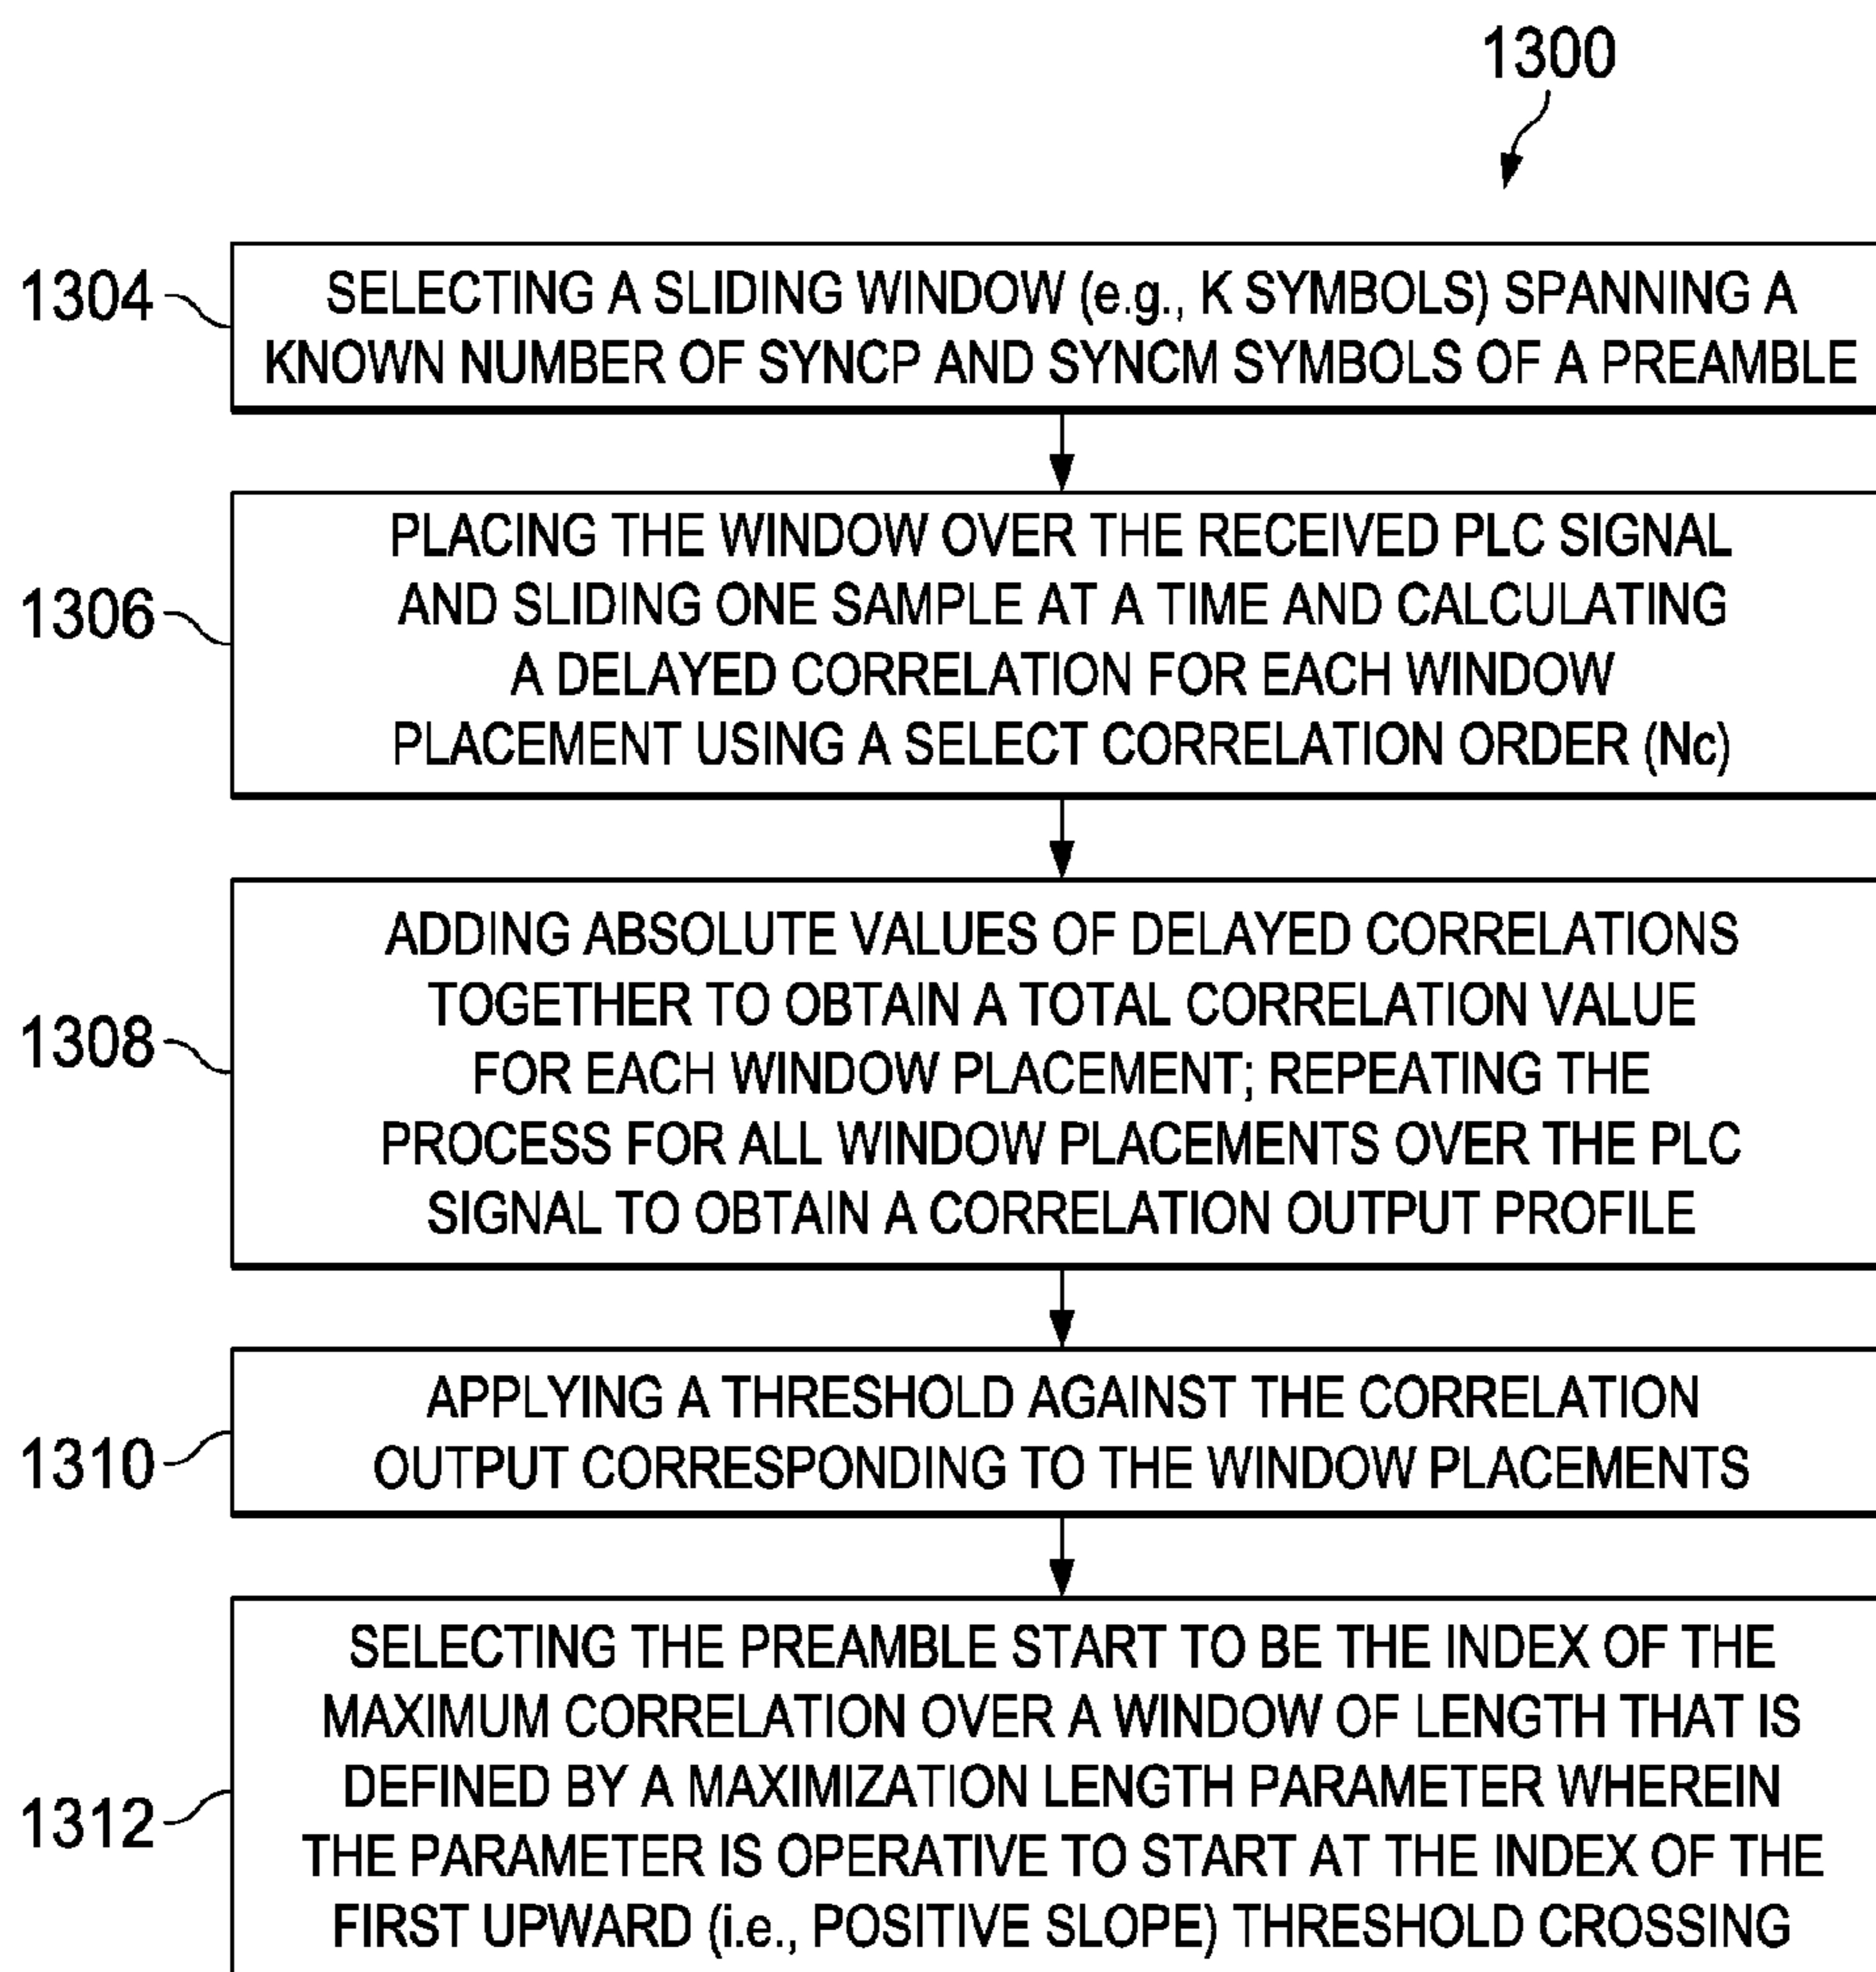 1300
1304
SELECTING A SLIDING WINDOW (e.g., K SYMBOLS) SPANNING A
KNOWN NUMBER OF SYNCP AND SYNCM SYMBOLS OF A PREAMBLE
1306
PLACING THE WINDOW OVER THE RECEIVED PLC SIGNAL
AND SLIDING ONE SAMPLE AT A TIME AND CALCULATING
A DELAYED CORRELATION FOR EACH WINDOW
PLACEMENT USING A SELECT CORRELATION ORDER (Nc)
1308
ADDING ABSOLUTE VALUES OF DELAYED CORRELATIONS
TOGETHER TO OBTAIN A TOTAL CORRELATION VALUE
FOR EACH WINDOW PLACEMENT; REPEATING THE
PROCESS FOR ALL WINDOW PLACEMENTS OVER THE PLC
SIGNAL TO OBTAIN A CORRELATION OUTPUT PROFILE
1310
APPLYING A THRESHOLD AGAINST THE CORRELATION
OUTPUT CORRESPONDING TO THE WINDOW PLACEMENTS
1312
SELECTING THE PREAMBLE START TO BE THE INDEX OF THE
MAXIMUM CORRELATION OVER A WINDOW OF LENGTH THAT IS
DEFINED BY A MAXIMIZATION LENGTH PARAMETER WHEREIN
THE PARAMETER IS OPERATIVE TO START AT THE INDEX OF THE
FIRST UPWARD (i.e., POSITIVE SLOPE) THRESHOLD CROSSING